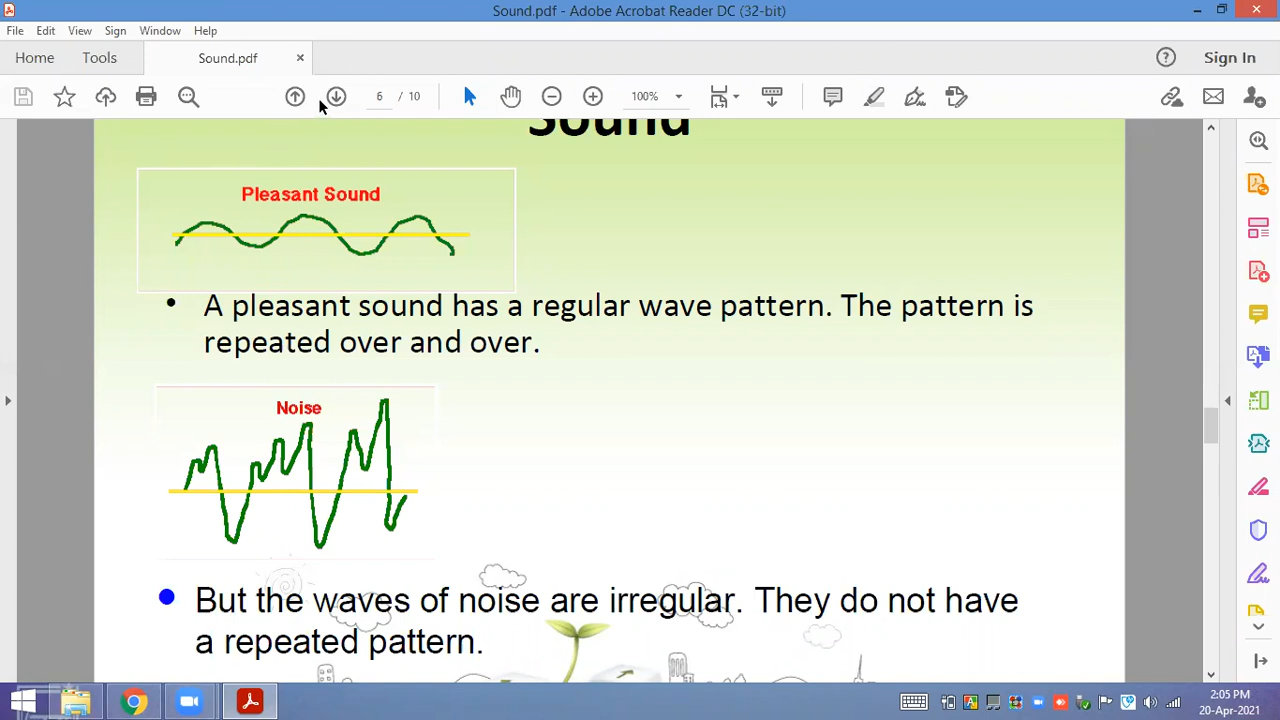 Sound.pdf - Adobe Acrobat Reader DC (32-bit)
File Edit View Sign Window Help
Home Tools Sound.pdf × Sign In
6 / 10 100%
Sound
Pleasant Sound
• A pleasant sound has a regular wave pattern. The pattern is
repeated over and over.
Noise
• But the waves of noise are irregular. They do not have
a repeated pattern.
2:05 PM
20-Apr-2021